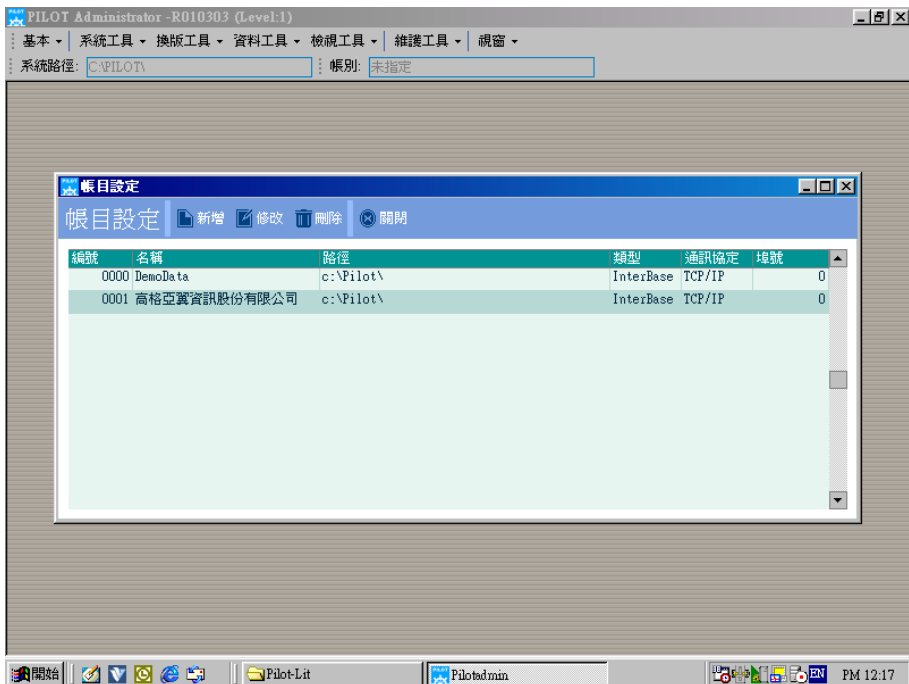 PILOT Administrator -R010303 (Level:1)
基本 系統工具 換版工具 資料工具 檢視工具 維護工具 視窗
系統路徑: C:\PILOT\ 帳別: 未指定
帳目設定
帳目設定 新增 修改 刪除 關閉
編號 名稱 路徑 類型 通訊協定 埠號
0000 DemoData c:\Pilot\ InterBase TCP/IP 0
0001 高格亞翼資訊股份有限公司 c:\Pilot\ InterBase TCP/IP 0
開始 Pilot-Lit Pilotadmin EN PM 12:17